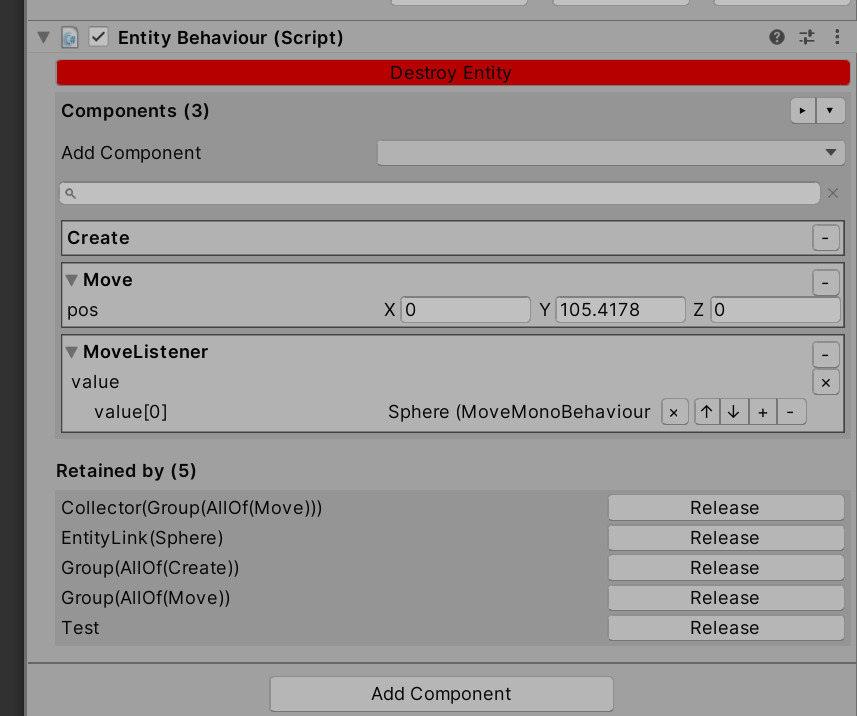 Entity Behaviour (Script)
Destroy Entity
Components (3)
Add Component
Create -
Move -
pos X 0 Y 105.4178 Z 0
MoveListener -
value ×
value[0] Sphere (MoveMonoBehaviour × ↑ ↓ + -
Retained by (5)
Collector(Group(AllOf(Move))) Release
EntityLink(Sphere) Release
Group(AllOf(Create)) Release
Group(AllOf(Move)) Release
Test Release
Add Component